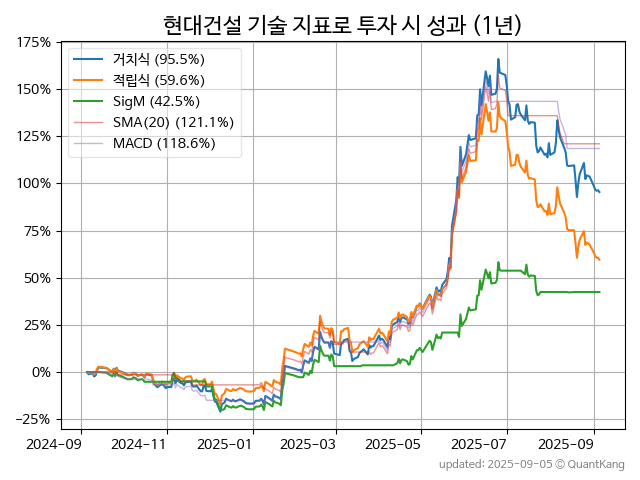 현대건설 기술 지표로 투자 시 성과 (1년)
175%
150%
125%
100%
75%
50%
25%
0%
−25%
거치식 (95.5%)
적립식 (59.6%)
SigM (42.5%)
SMA(20) (121.1%)
MACD (118.6%)
2024-09
2024-11
2025-01
2025-03
2025-05
2025-07
2025-09
updated: 2025-09-05 © QuantKang